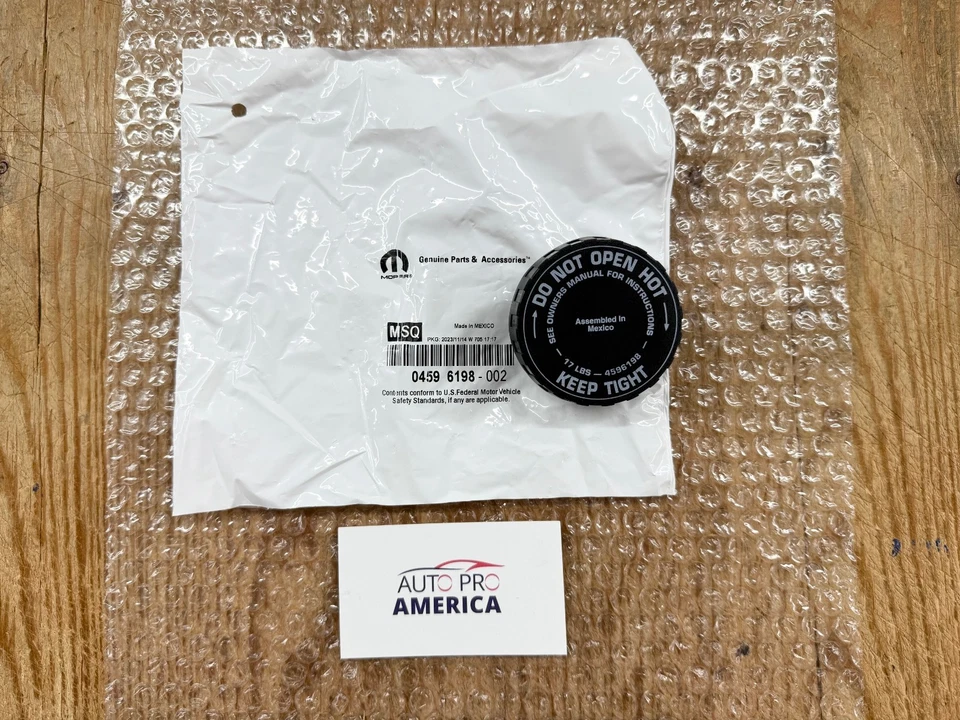 MOPAR
Genuine Parts & Accessories™
MSQ
Made in MEXICO
PKG: 2023/11/14 W 705 17:17
0459 6198 - 002
Contents conform to U.S.Federal Motor Vehicle
Safety Standards, if any are applicable.
DO NOT OPEN HOT
SEE OWNERS MANUAL FOR INSTRUCTIONS
Assembled in
Mexico
17 LBS — 4596198
KEEP TIGHT
AUTO PRO
AMERICA